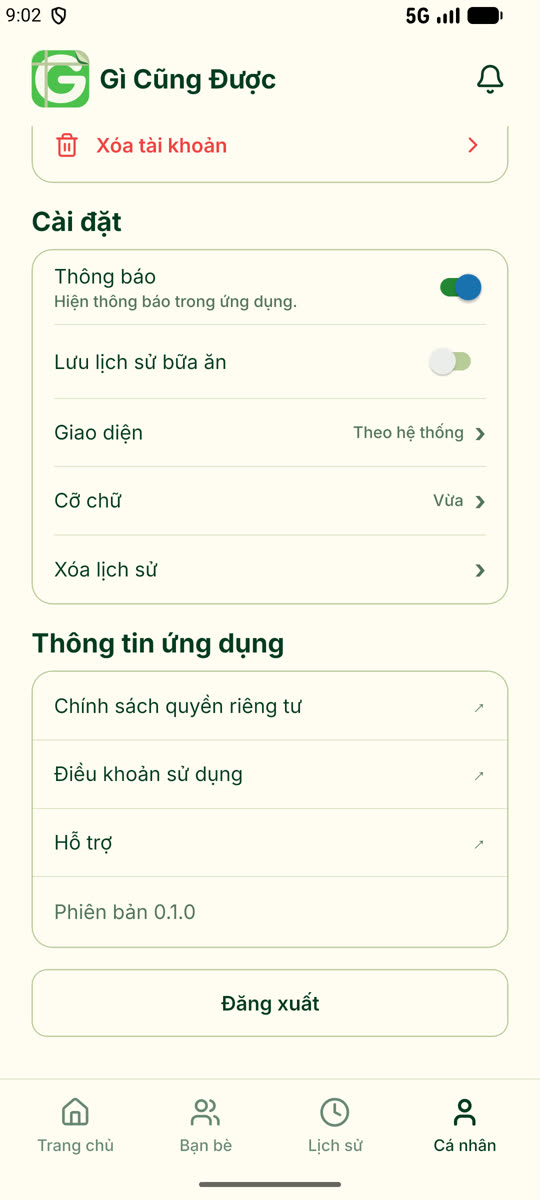 9:02
5G
Gì Cũng Được
Xóa tài khoản
Cài đặt
Thông báo
Hiện thông báo trong ứng dụng.
Lưu lịch sử bữa ăn
Giao diện Theo hệ thống
Cỡ chữ Vừa
Xóa lịch sử
Thông tin ứng dụng
Chính sách quyền riêng tư
Điều khoản sử dụng
Hỗ trợ
Phiên bản 0.1.0
Đăng xuất
Trang chủ Bạn bè Lịch sử Cá nhân